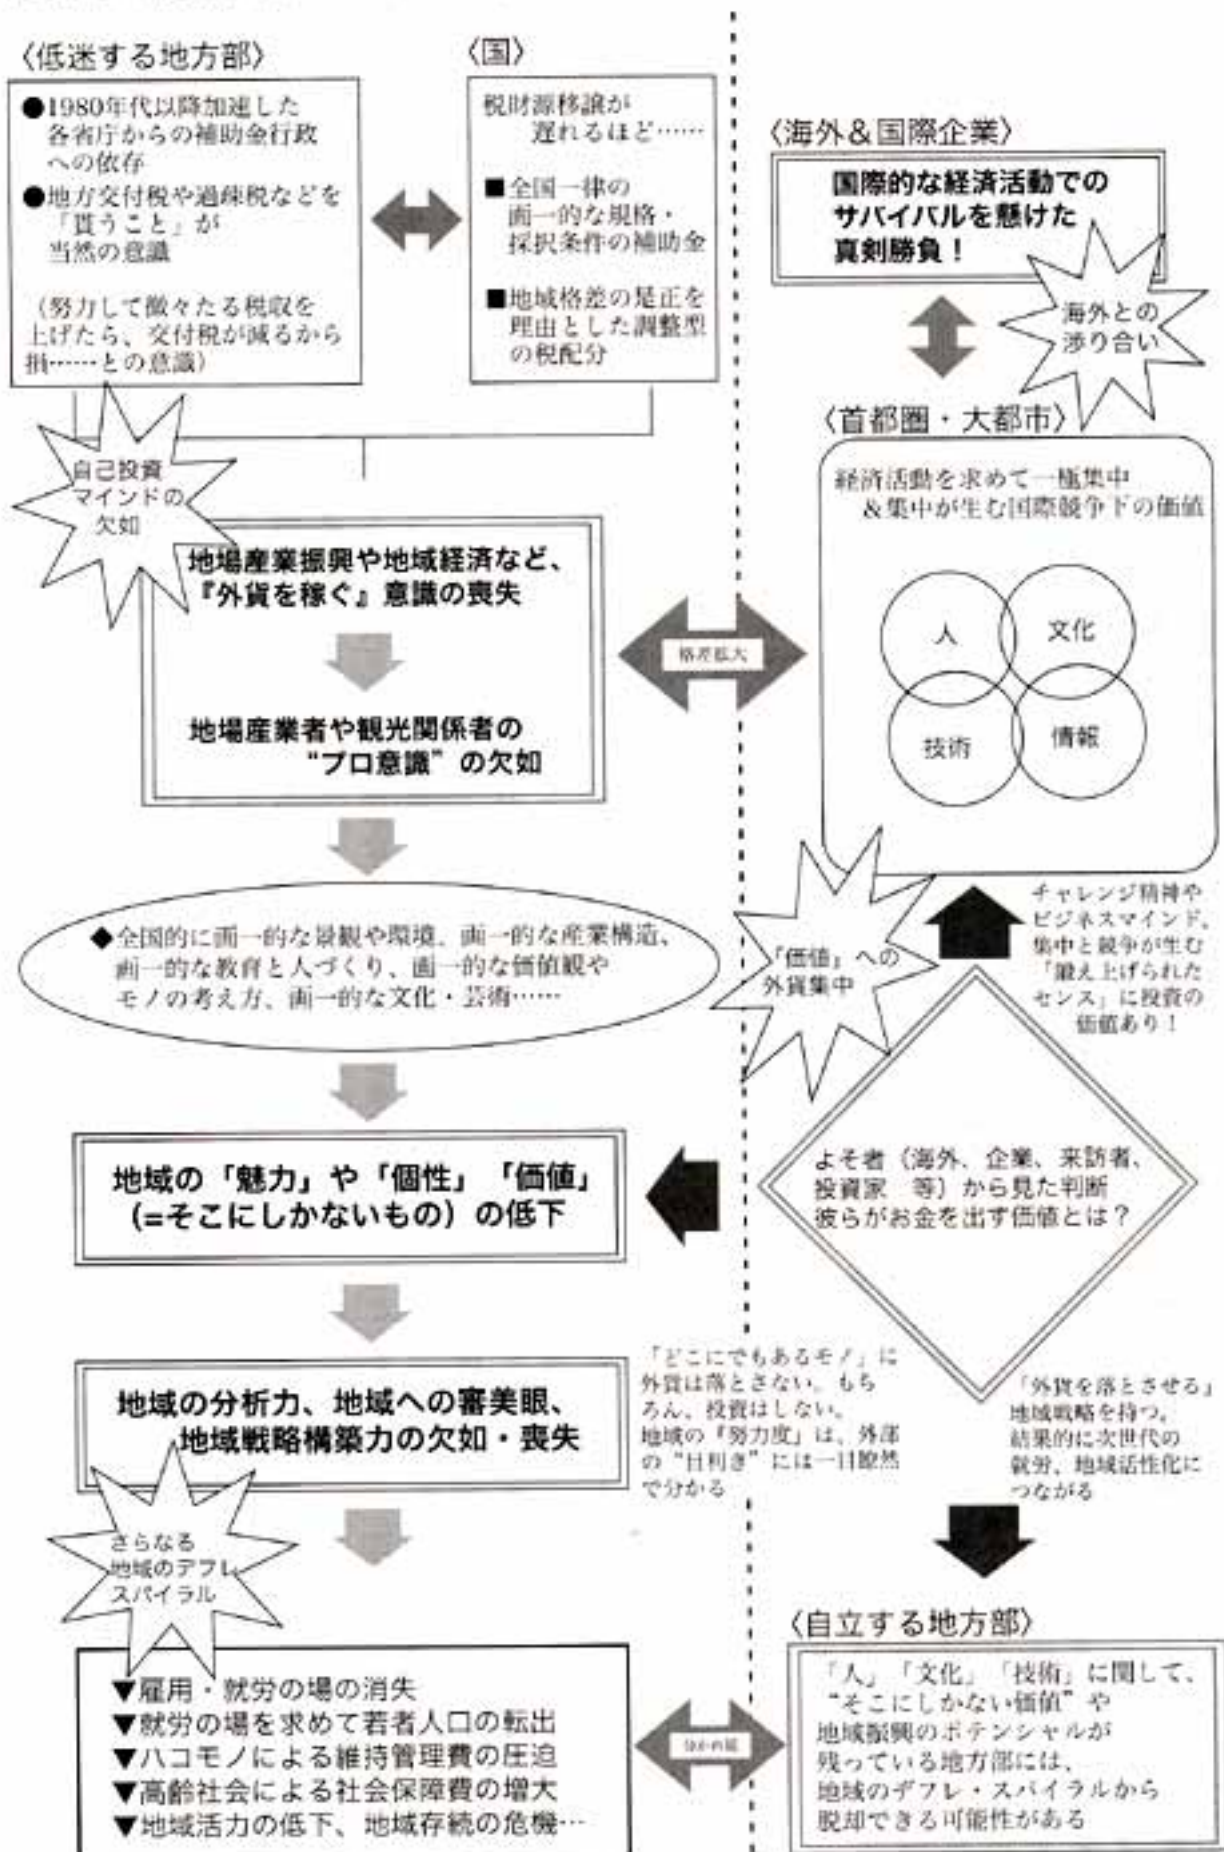 〈低迷する地方部〉
●1980年代以降加速した
各省庁からの補助金行政
への依存
●地方交付税や過疎税などを
「貰うこと」が
当然の意識
(努力して微々たる税収を
上げたら、交付税が減るから
損……との意識)
〈国〉
税財源移譲が
遅れるほど……
■全国一律の
画一的な規格・
採択条件の補助金
■地域格差の是正を
理由とした調整型
の税配分
〈海外&国際企業〉
国際的な経済活動での
サバイバルを懸けた
真剣勝負!
海外との
渉り合い
〈首都圏・大都市〉
経済活動を求めて一極集中
&集中が生む国際競争下の価値
人
文化
技術
情報
自己投資
マインドの
欠如
地場産業振興や地域経済など、
『外貨を稼ぐ』意識の喪失
地場産業者や観光関係者の
“プロ意識”の欠如
格差拡大
◆全国的に画一的な景観や環境、画一的な産業構造、
画一的な教育と人づくり、画一的な価値観や
モノの考え方、画一的な文化・芸術……
『価値』への
外貨集中
チャレンジ精神や
ビジネスマインド、
集中と競争が生む
「鍛え上げられた
センス」に投資の
価値あり!
よそ者(海外、企業、来訪者、
投資家 等)から見た判断
彼らがお金を出す価値とは?
地域の「魅力」や「個性」「価値」
(=そこにしかないもの)の低下
地域の分析力、地域への審美眼、
地域戦略構築力の欠如・喪失
「どこにでもあるモノ」に
外貨は落とさない。もち
ろん、投資はしない。
地域の『努力度』は、外部
の“目利き”には一目瞭然
で分かる
「外貨を落とさせる」
地域戦略を持つ。
結果的に次世代の
就労、地域活性化に
つながる
さらなる
地域のデフレ
スパイラル
▼雇用・就労の場の消失
▼就労の場を求めて若者人口の転出
▼ハコモノによる維持管理費の圧迫
▼高齢社会による社会保障費の増大
▼地域活力の低下、地域存続の危機…
〈自立する地方部〉
「人」「文化」「技術」に関して、
“そこにしかない価値”や
地域振興のポテンシャルが
残っている地方部には、
地域のデフレ・スパイラルから
脱却できる可能性がある